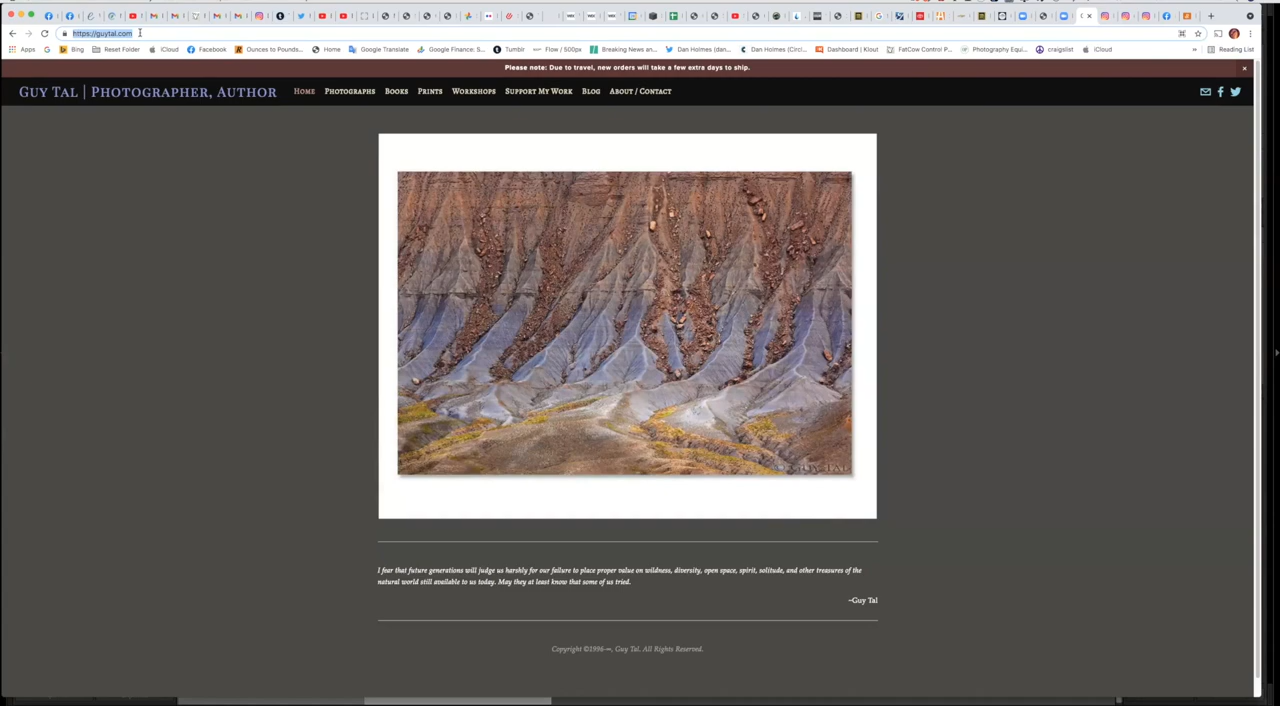 https://guytal.com
Apps
G
Bing
Reset Folder
iCloud
Facebook
Ounces to Pounds...
Home
Google Translate
Google Finance: S...
Tumblr
Flow / 500px
Breaking News an...
Dan Holmes (dan...
Dan Holmes (Circl...
Dashboard | Klout
FatCow Control P...
Photography Equi...
craigslist
iCloud
»
Reading List
Please note: Due to travel, new orders will take a few extra days to ship.
×
GUY TAL | PHOTOGRAPHER, AUTHOR
HOME
PHOTOGRAPHS
BOOKS
PRINTS
WORKSHOPS
SUPPORT MY WORK
BLOG
ABOUT / CONTACT
© GUY TAL
I fear that future generations will judge us harshly for our failure to place proper value on wildness, diversity, open space, spirit, solitude, and other treasures of the
natural world still available to us today. May they at least know that some of us tried.
~Guy Tal
Copyright ©1996-∞, Guy Tal. All Rights Reserved.